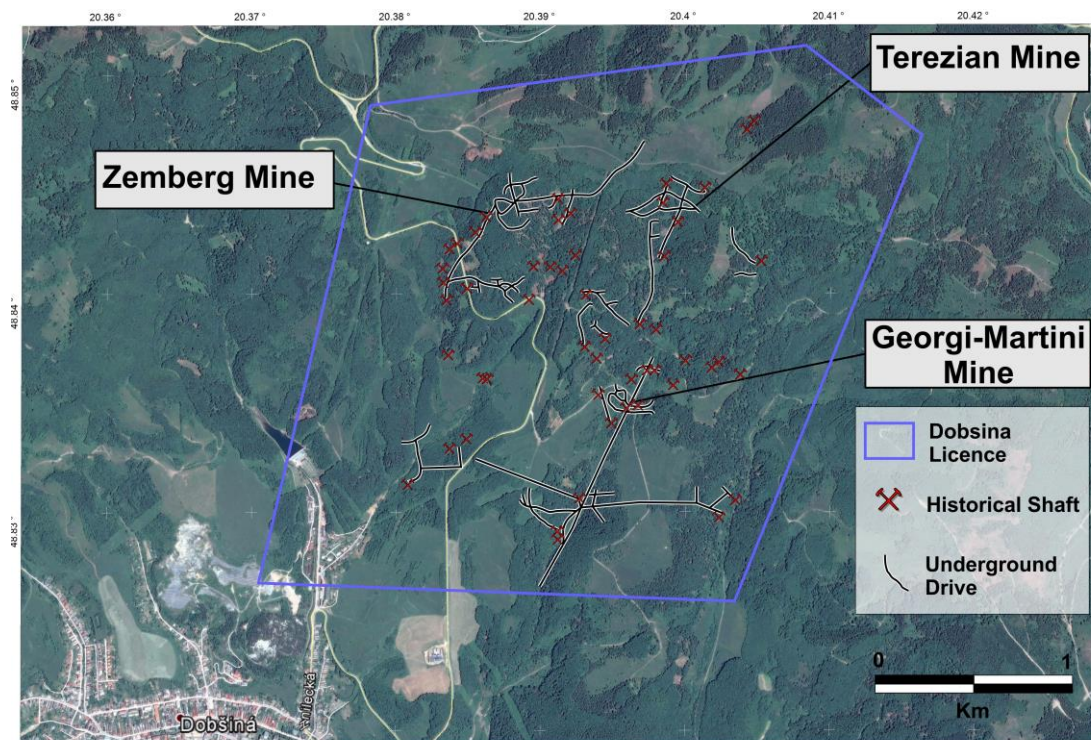 20.36 20.37 20.38 20.39 20.4 20.41 20.42
48.85°
48.84°
48.83°
Terezian Mine
Zemberg Mine
Georgi-Martini
Mine
Dobsina
Licence
Historical Shaft
Underground
Drive
0 1
Km
Dobšiná